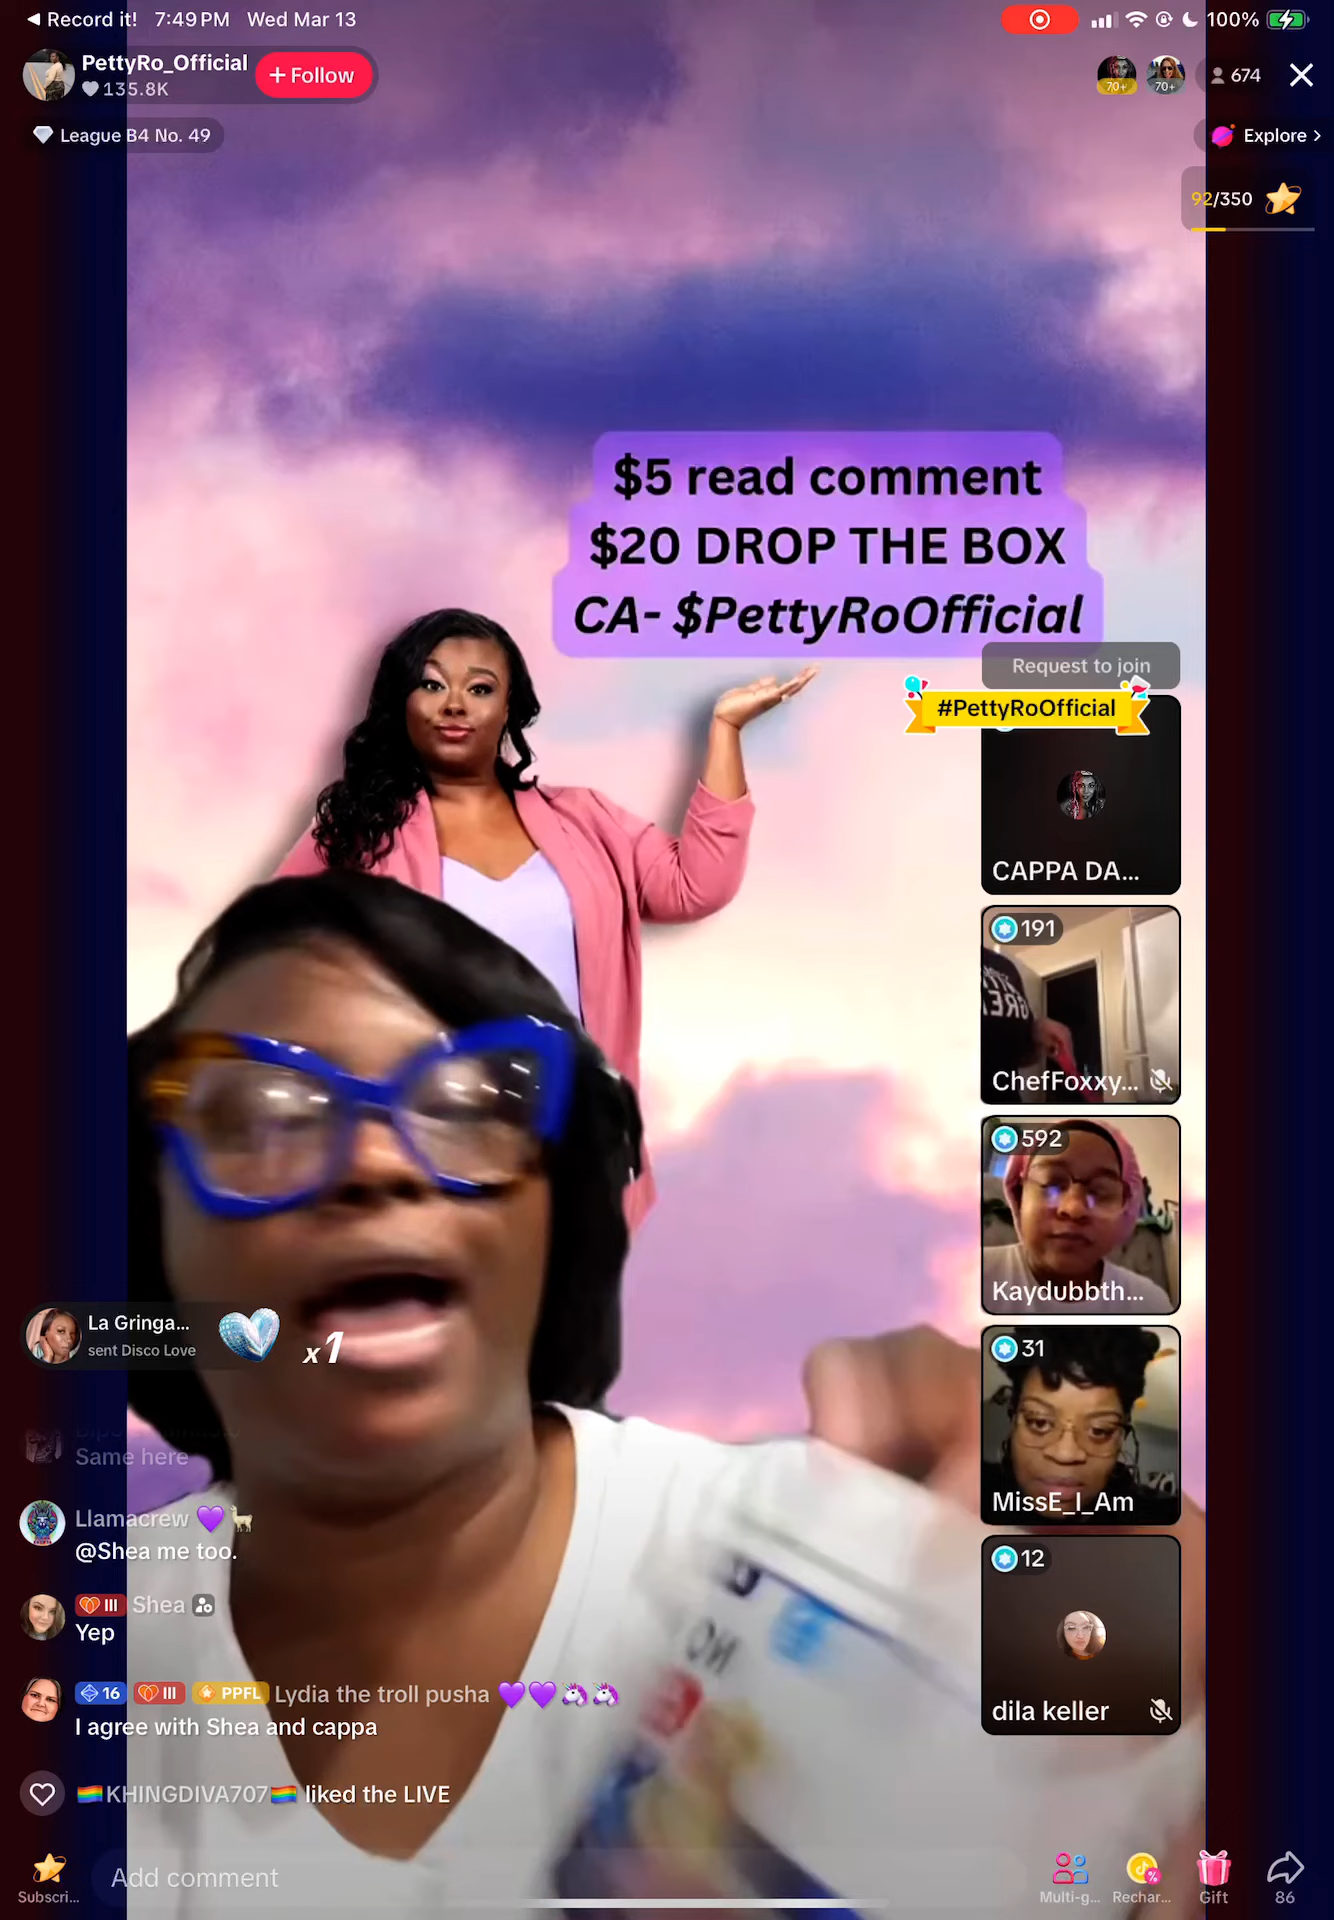 Record it! 7:49 PM Wed Mar 13
100%
PettyRo_Official
135.8K
+ Follow
70+
70+
674
League B4 No. 49
Explore >
92/350
$5 read comment
$20 DROP THE BOX
CA- $PettyRoOfficial
Request to join
#PettyRoOfficial
CAPPA DA...
191
ChefFoxxy...
592
Kaydubbth...
31
MissE_I_Am
12
dila keller
La Gringa...
sent Disco Love
x1
Same here
Llamacrew 💜🦙
@Shea me too.
III Shea
Yep
16 III PPFL Lydia the troll pusha 💜💜🦄🦄
I agree with Shea and cappa
🏳️‍🌈KHINGDIVA707🏳️‍🌈 liked the LIVE
Add comment
Subscri...
Multi-g...
Rechar...
Gift
86